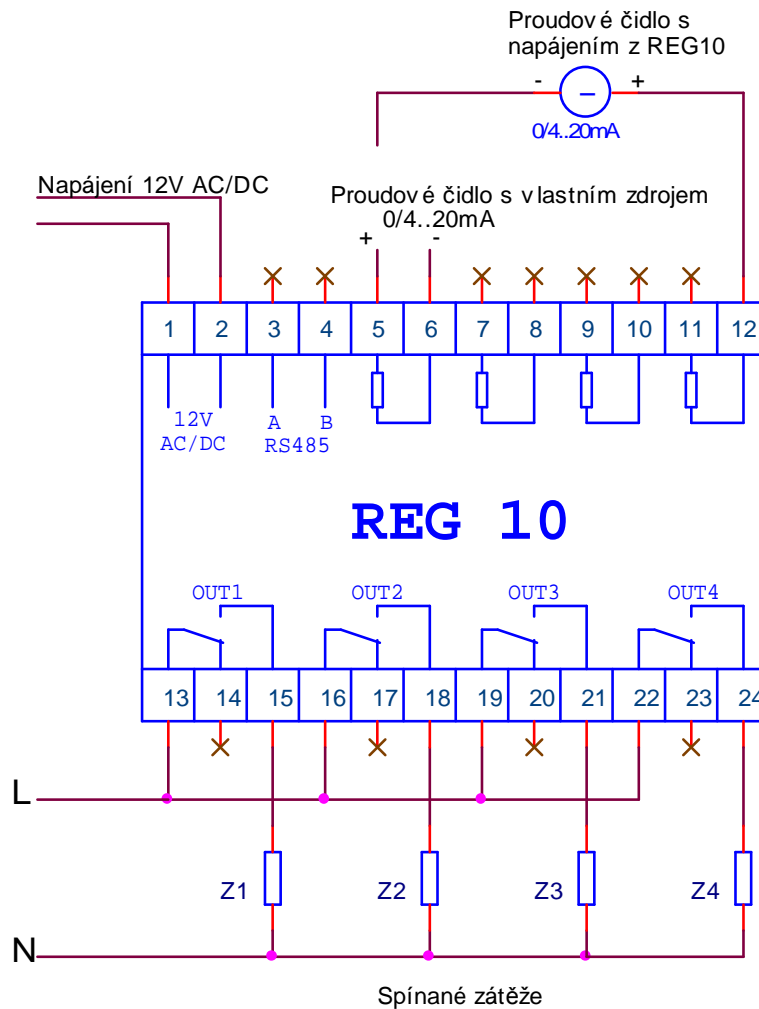 Proudové čidlo s
napájením z REG10
- +
−
0/4..20mA
Napájení 12V AC/DC
Proudové čidlo s vlastním zdrojem
0/4..20mA
+ -
1 2 3 4 5 6 7 8 9 10 11 12
12V A B
AC/DC RS485
REG 10
OUT1 OUT2 OUT3 OUT4
13 14 15 16 17 18 19 20 21 22 23 24
L
Z1 Z2 Z3 Z4
N
Spínané zátěže